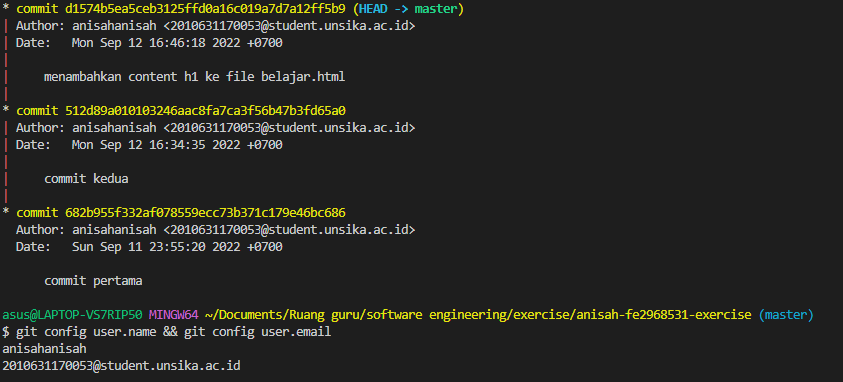 * commit d1574b5ea5ceb3125ffd0a16c019a7d7a12ff5b9 (HEAD -> master)
| Author: anisahanisah <2010631170053@student.unsika.ac.id>
| Date:   Mon Sep 12 16:46:18 2022 +0700
|
|     menambahkan content h1 ke file belajar.html
|
* commit 512d89a010103246aac8fa7ca3f56b47b3fd65a0
| Author: anisahanisah <2010631170053@student.unsika.ac.id>
| Date:   Mon Sep 12 16:34:35 2022 +0700
|
|     commit kedua
|
* commit 682b955f332af078559ecc73b371c179e46bc686
  Author: anisahanisah <2010631170053@student.unsika.ac.id>
  Date:   Sun Sep 11 23:55:20 2022 +0700

      commit pertama

asus@LAPTOP-VS7RIP50 MINGW64 ~/Documents/Ruang guru/software engineering/exercise/anisah-fe2968531-exercise (master)
$ git config user.name && git config user.email
anisahanisah
2010631170053@student.unsika.ac.id